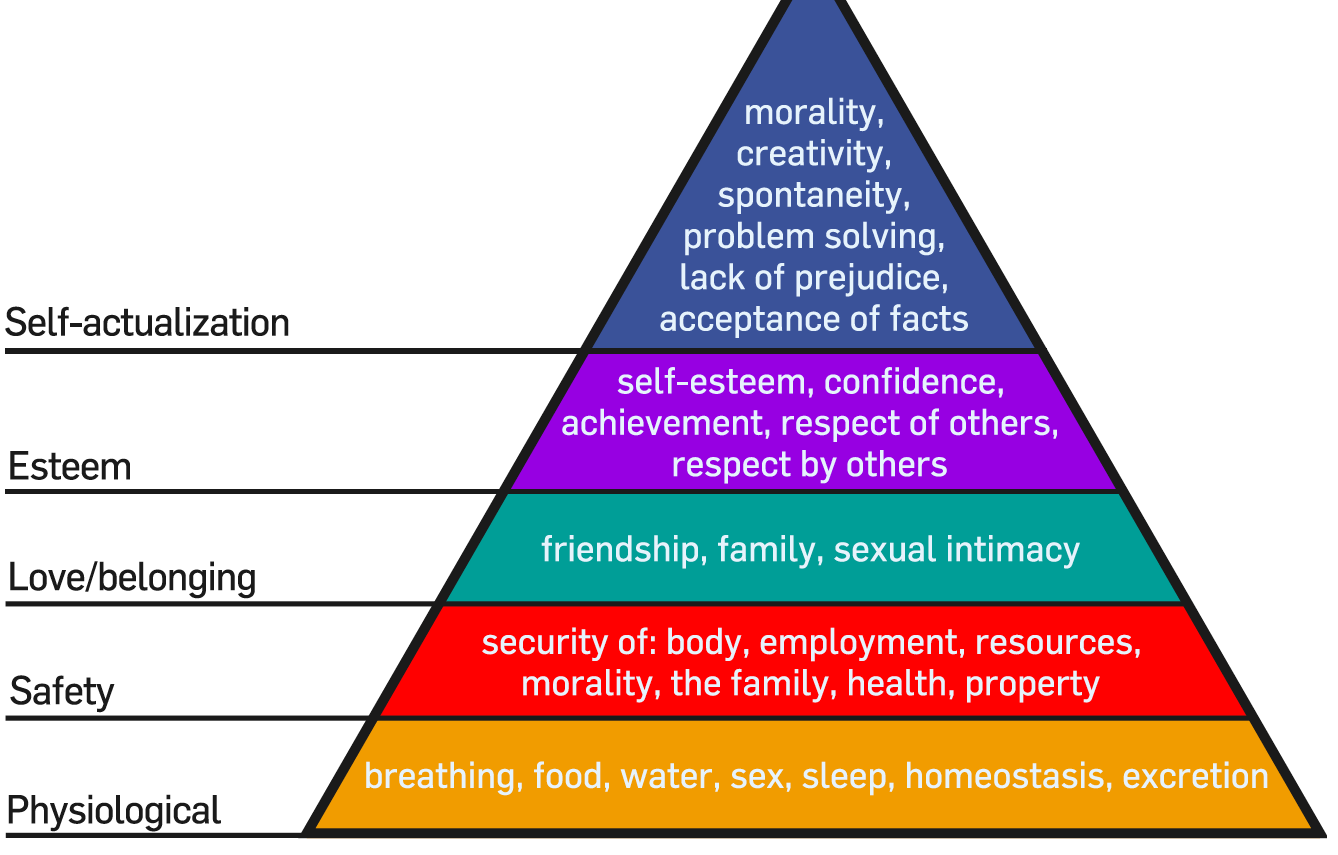 morality,
creativity,
spontaneity,
problem solving,
lack of prejudice,
acceptance of facts
Self-actualization
self-esteem, confidence,
achievement, respect of others,
respect by others
Esteem
friendship, family, sexual intimacy
Love/belonging
security of: body, employment, resources,
morality, the family, health, property
Safety
breathing, food, water, sex, sleep, homeostasis, excretion
Physiological